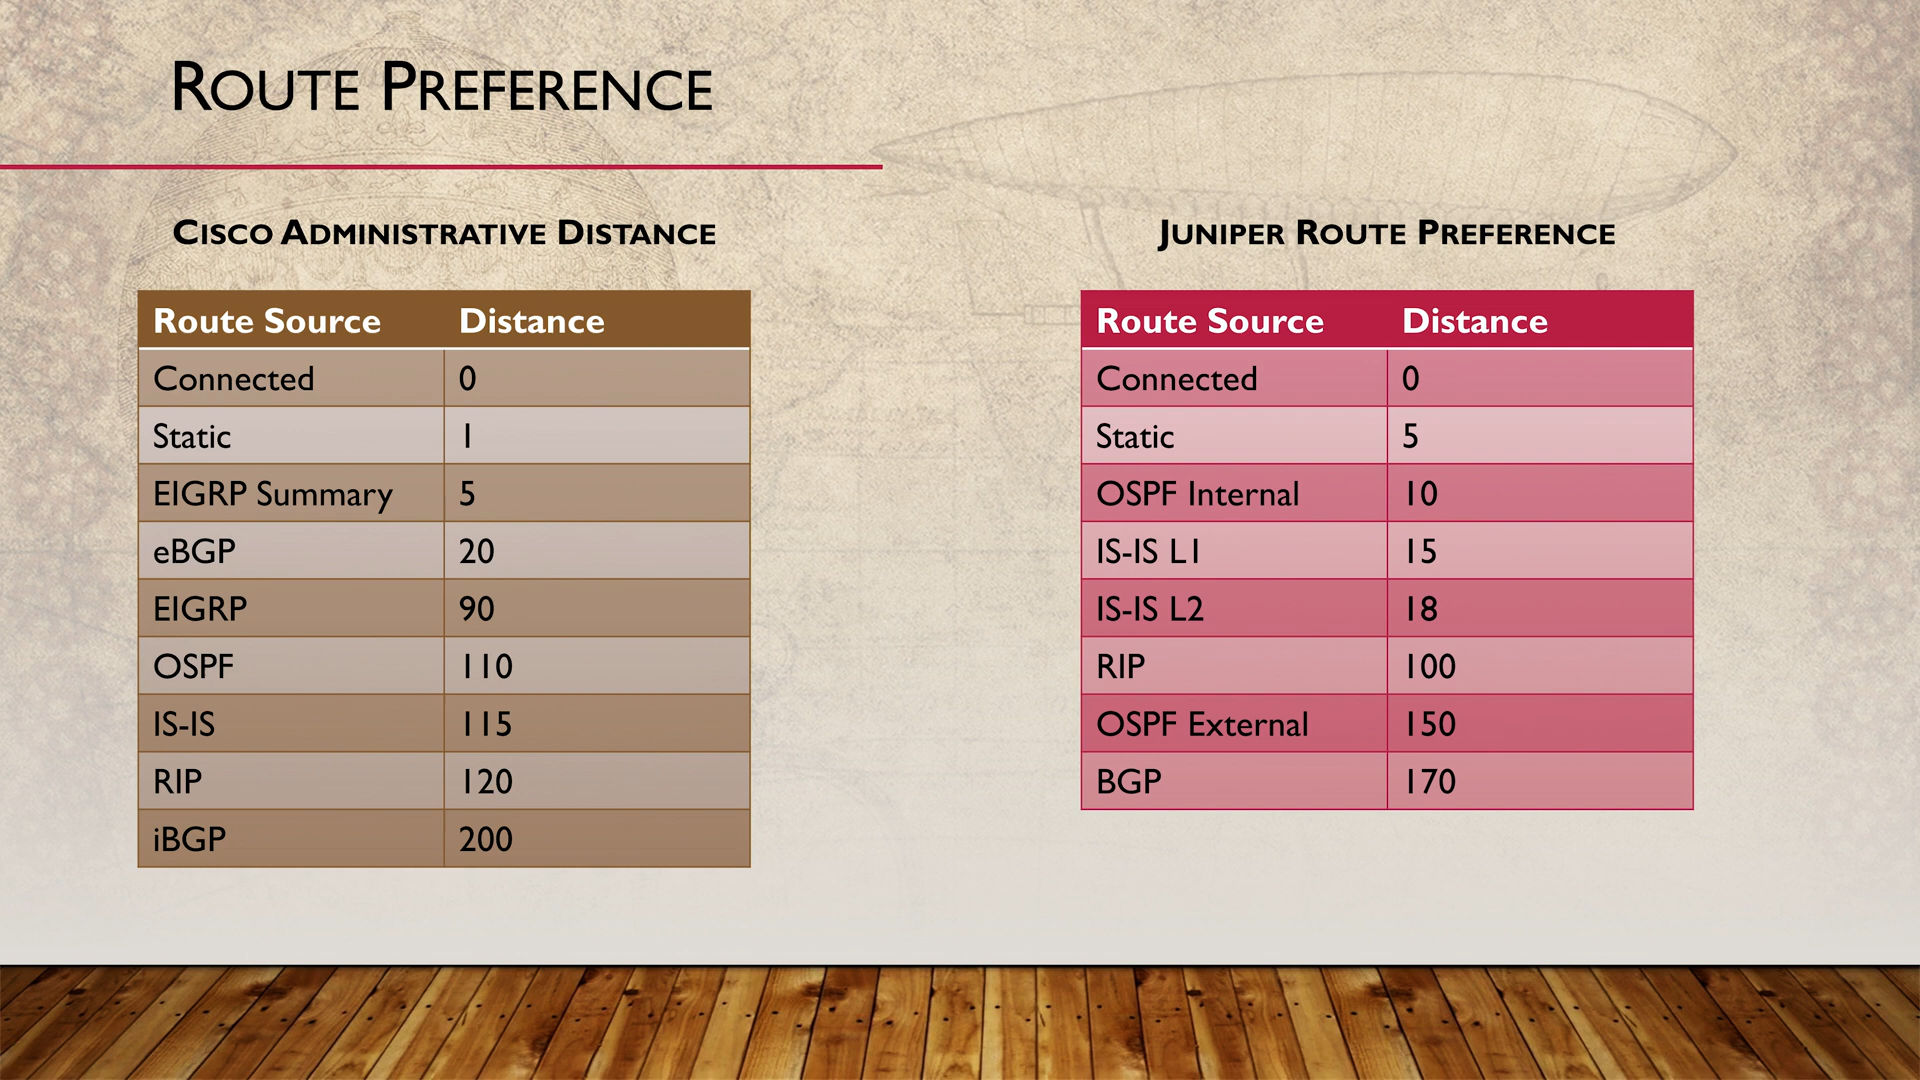 Route Preference
Cisco Administrative Distance
Route Source Distance
Connected 0
Static 1
EIGRP Summary 5
eBGP 20
EIGRP 90
OSPF 110
IS-IS 115
RIP 120
iBGP 200
Juniper Route Preference
Route Source Distance
Connected 0
Static 5
OSPF Internal 10
IS-IS L1 15
IS-IS L2 18
RIP 100
OSPF External 150
BGP 170